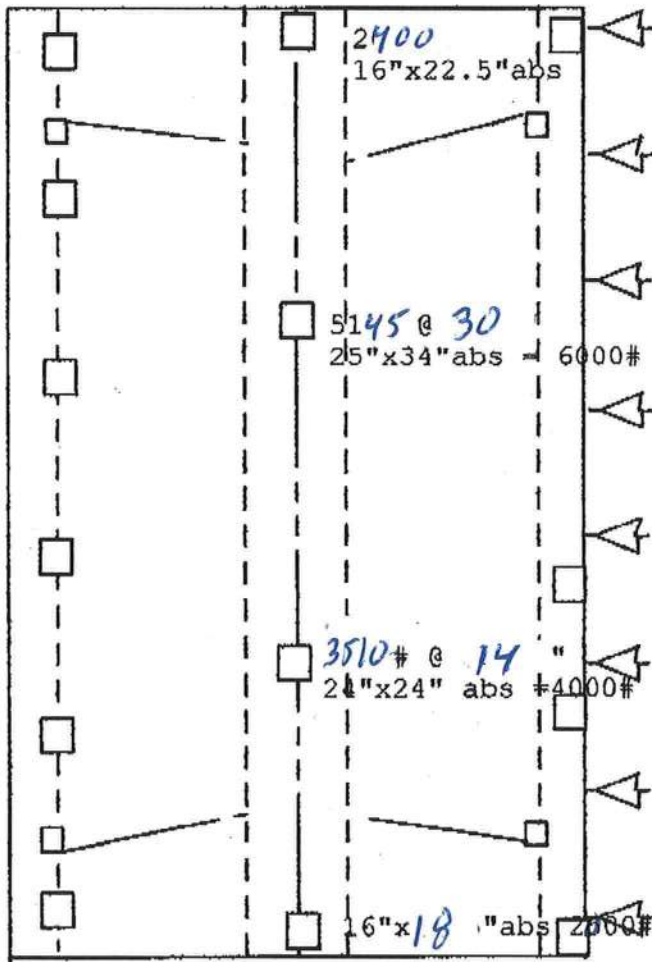 2400
16"x22.5"abs
5145 @ 30
25"x34"abs = 6000#
3510# @ 14 "
24"x24" abs =4000#
16"x18 "abs 2000#